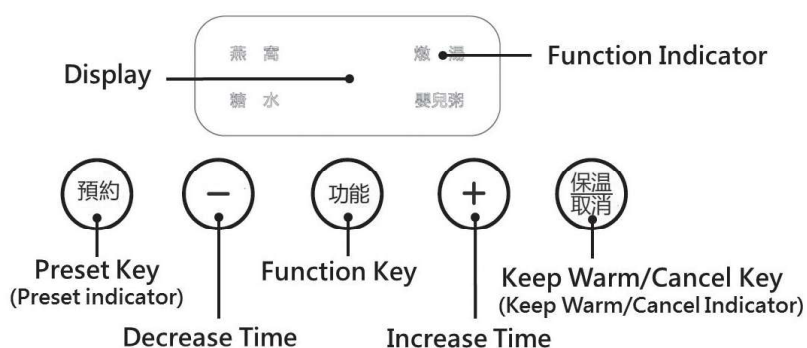 燕窩 燉湯
Display Function Indicator
糖水 嬰兒粥
預約 − 功能 + 保溫
取消
Preset Key Function Key Keep Warm/Cancel Key
(Preset indicator) (Keep Warm/Cancel Indicator)
Decrease Time Increase Time